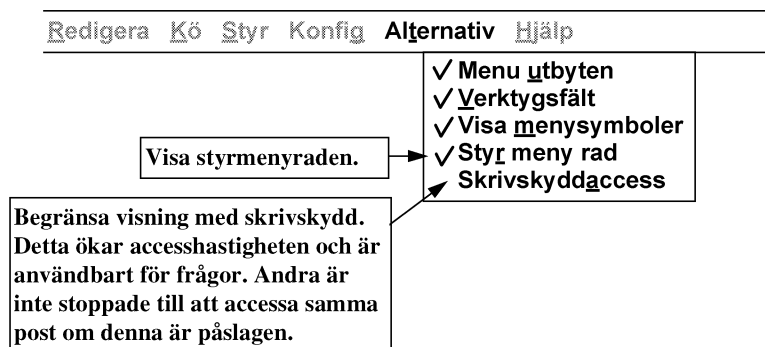 Redigera Kö Styr Konfig Alternativ Hjälp
Menu utbyten
Verktygsfält
Visa menysymboler
Styr meny rad
Skrivskyddaccess
Visa styrmenyraden.
Begränsa visning med skrivskydd.
Detta ökar accesshastigheten och är
användbart för frågor. Andra är
inte stoppade till att accessa samma
post om denna är påslagen.